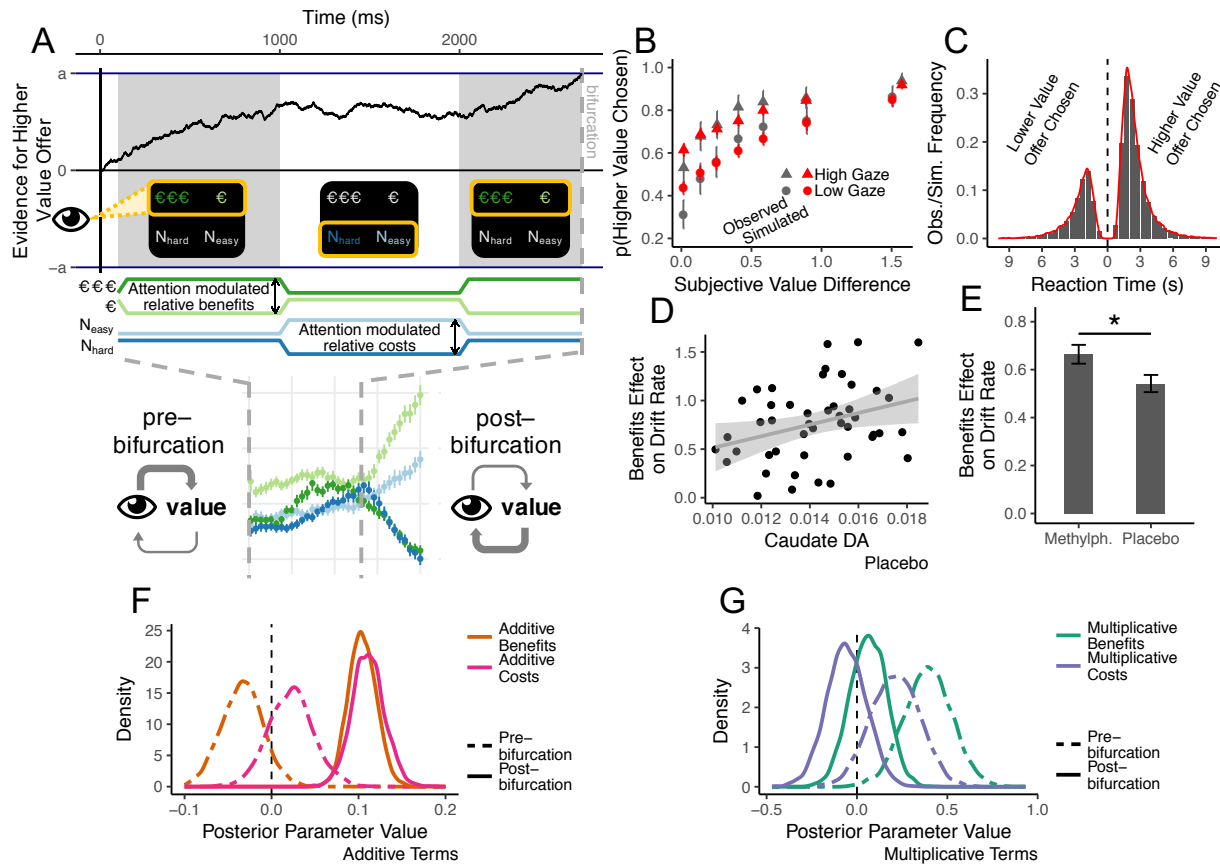 A
Time (ms)
0
1000
2000
Evidence for Higher
Value Offer
a
0
−a
bifurcation
€€€ €
N hard N easy
€€€ €
N hard N easy
€€€ €
N hard N easy
€€€
€
Attention modulated
relative benefits
N easy
N hard
Attention modulated
relative costs
pre−
bifurcation
value
post−
bifurcation
value
B
p(Higher Value Chosen)
1.0
0.8
0.6
0.4
0.2
0.0 0.5 1.0 1.5
Subjective Value Difference
High Gaze
Low Gaze
Observed
Simulated
C
Obs./Sim. Frequency
0.3
0.2
0.1
0.0
Lower Value
Offer Chosen
Higher Value
Offer Chosen
9 6 3 0 3 6 9
Reaction Time (s)
D
Benefits Effect
on Drift Rate
1.5
1.0
0.5
0.0
0.010 0.012 0.014 0.016 0.018
Caudate DA
Placebo
E
Benefits Effect
on Drift Rate
0.8
0.6
0.4
0.2
0.0
*
Methylph. Placebo
F
Density
25
20
15
10
5
0
−0.1 0.0 0.1 0.2
Posterior Parameter Value
Additive Terms
Additive
Benefits
Additive
Costs
Pre−
bifurcation
Post−
bifurcation
G
Density
4
3
2
1
0
−0.5 0.0 0.5 1.0
Posterior Parameter Value
Multiplicative Terms
Multiplicative
Benefits
Multiplicative
Costs
Pre−
bifurcation
Post−
bifurcation